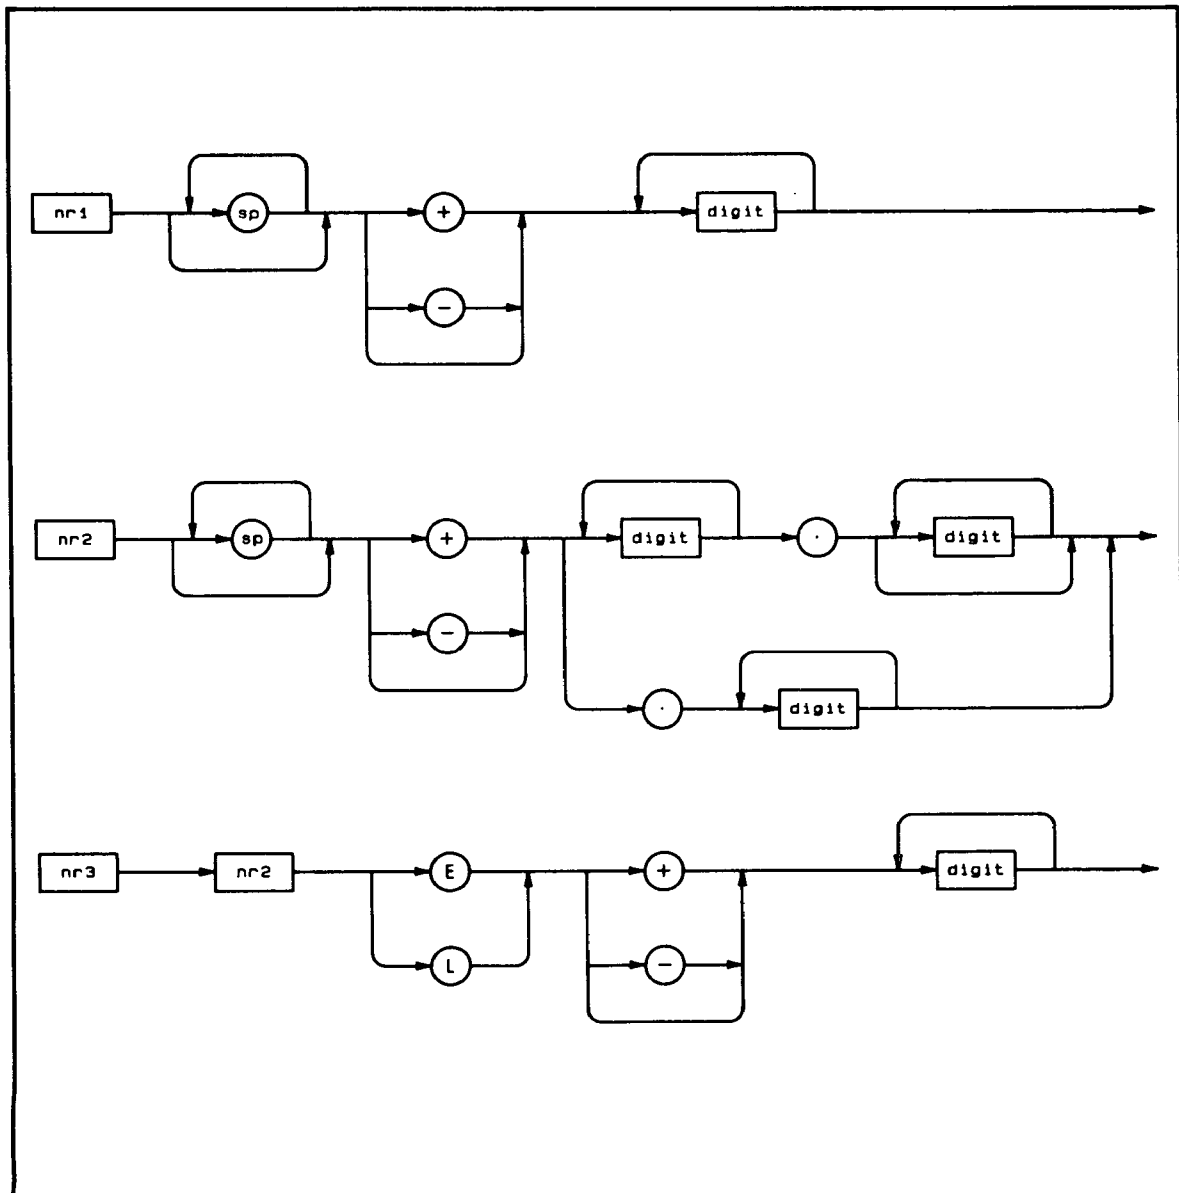 nr1 sp + digit
-
nr2 sp + digit . digit
-
. digit
nr3 nr2 E + digit
L -